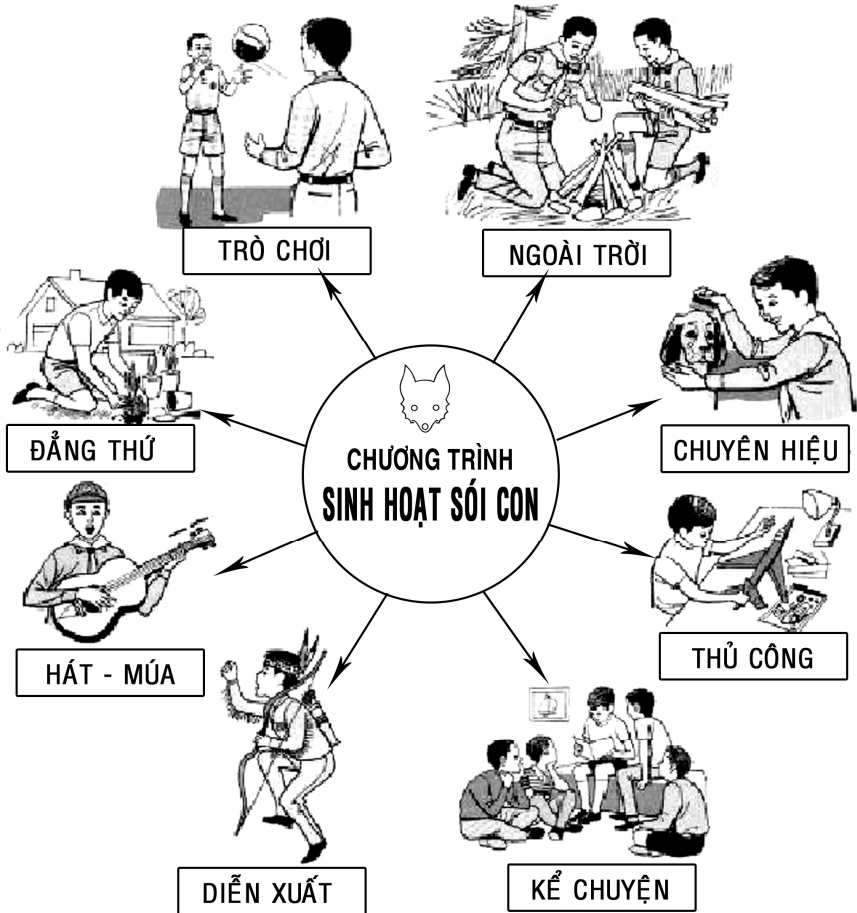 TRÒ CHƠI
NGOÀI TRỜI
ĐẲNG THỨ
CHUYÊN HIỆU
CHƯƠNG TRÌNH
SINH HOẠT SÓI CON
HÁT - MÚA
THỦ CÔNG
DIỄN XUẤT
KỂ CHUYỆN